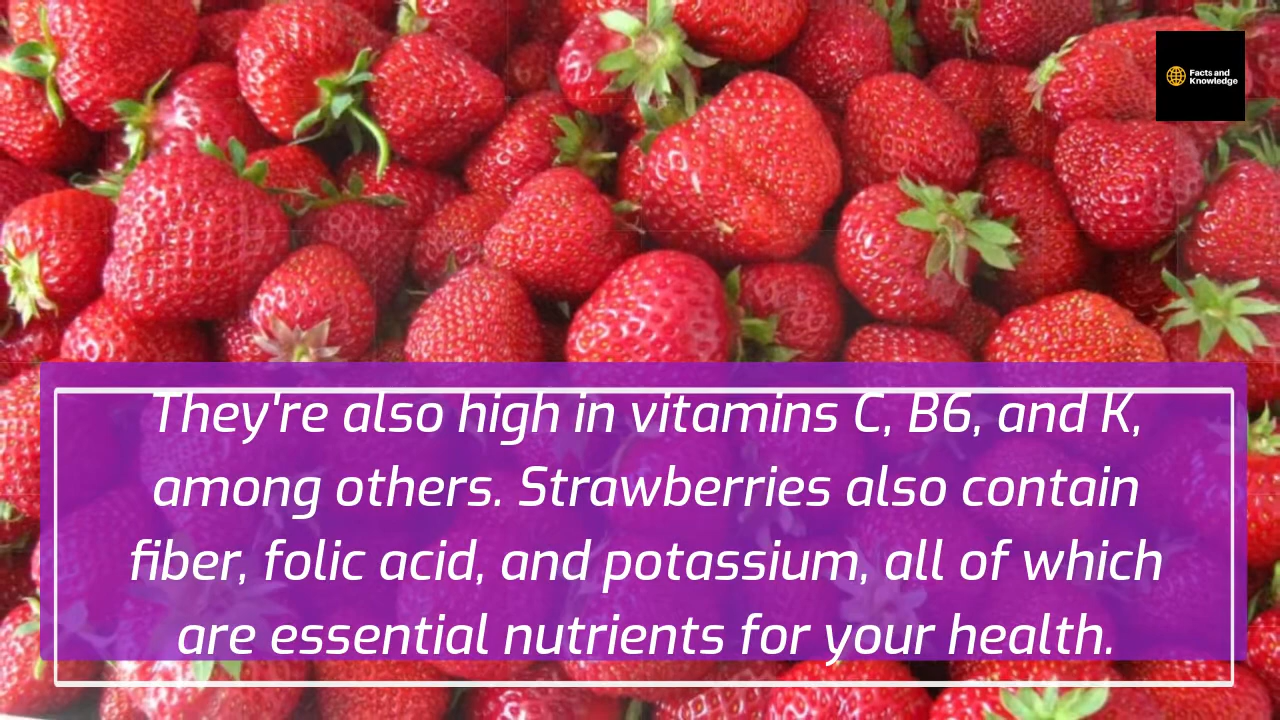 Facts and
Knowledge
They're also high in vitamins C, B6, and K,
among others. Strawberries also contain
fiber, folic acid, and potassium, all of which
are essential nutrients for your health.